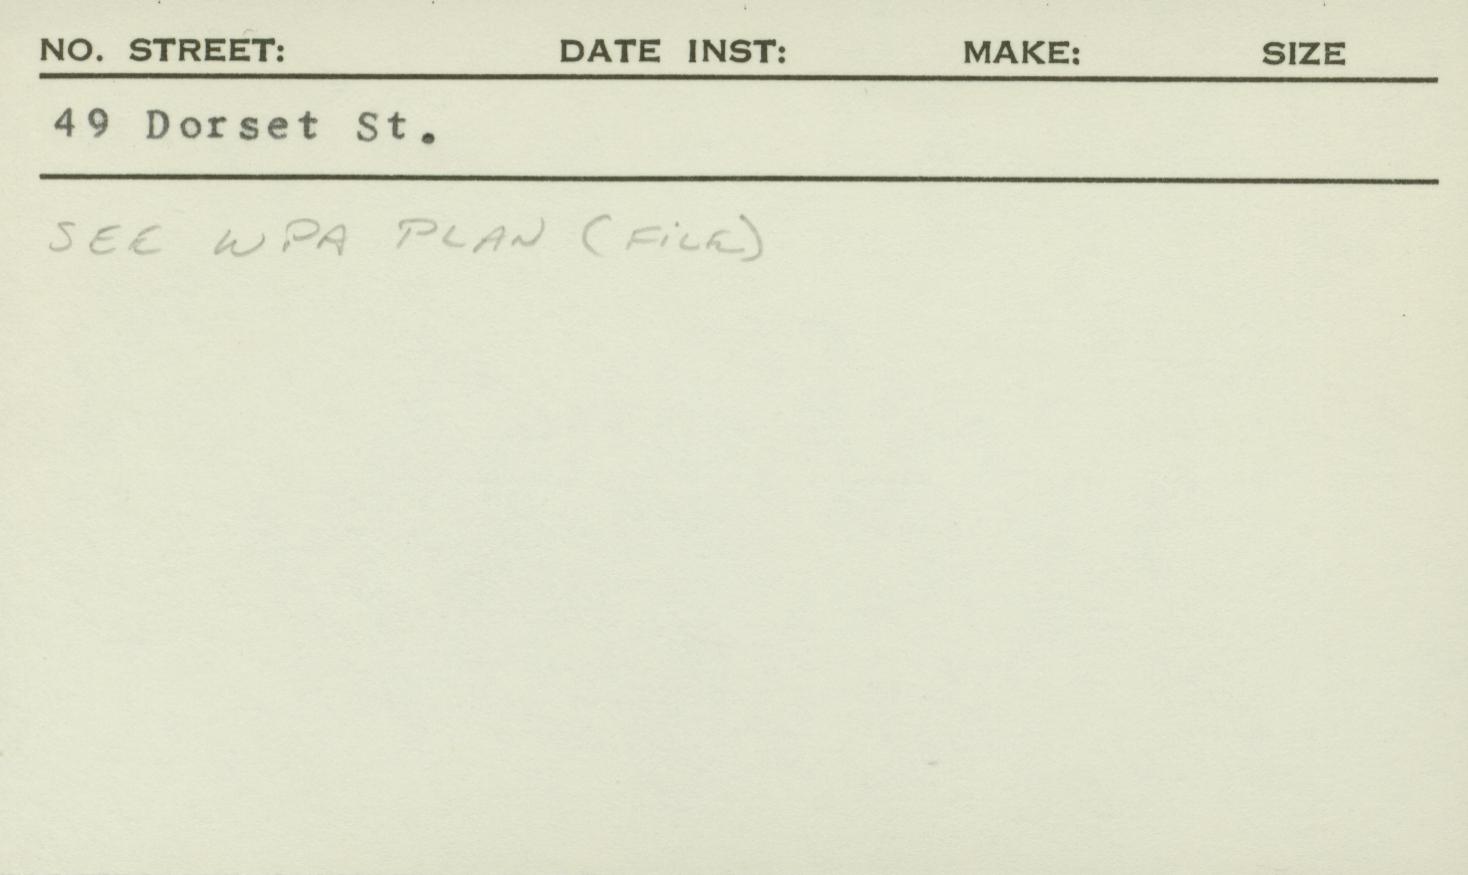 NO. STREET: DATE INST: MAKE: SIZE
49 Dorset St.
SEE WPA PLAN (FILE)